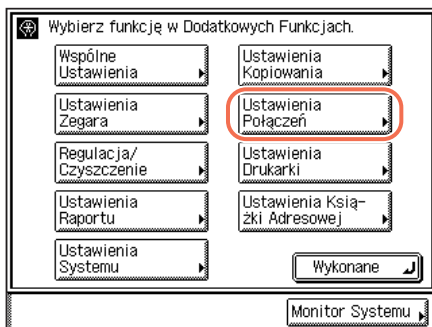 Wybierz funkcję w Dodatkowych Funkcjach.
Wspólne
Ustawienia
Ustawienia
Kopiowania
Ustawienia
Zegara
Ustawienia
Połączeń
Regulacja/
Czyszczenie
Ustawienia
Drukarki
Ustawienia
Raportu
Ustawienia Ksią-
żki Adresowej
Ustawienia
Systemu
Wykonane
Monitor Systemu